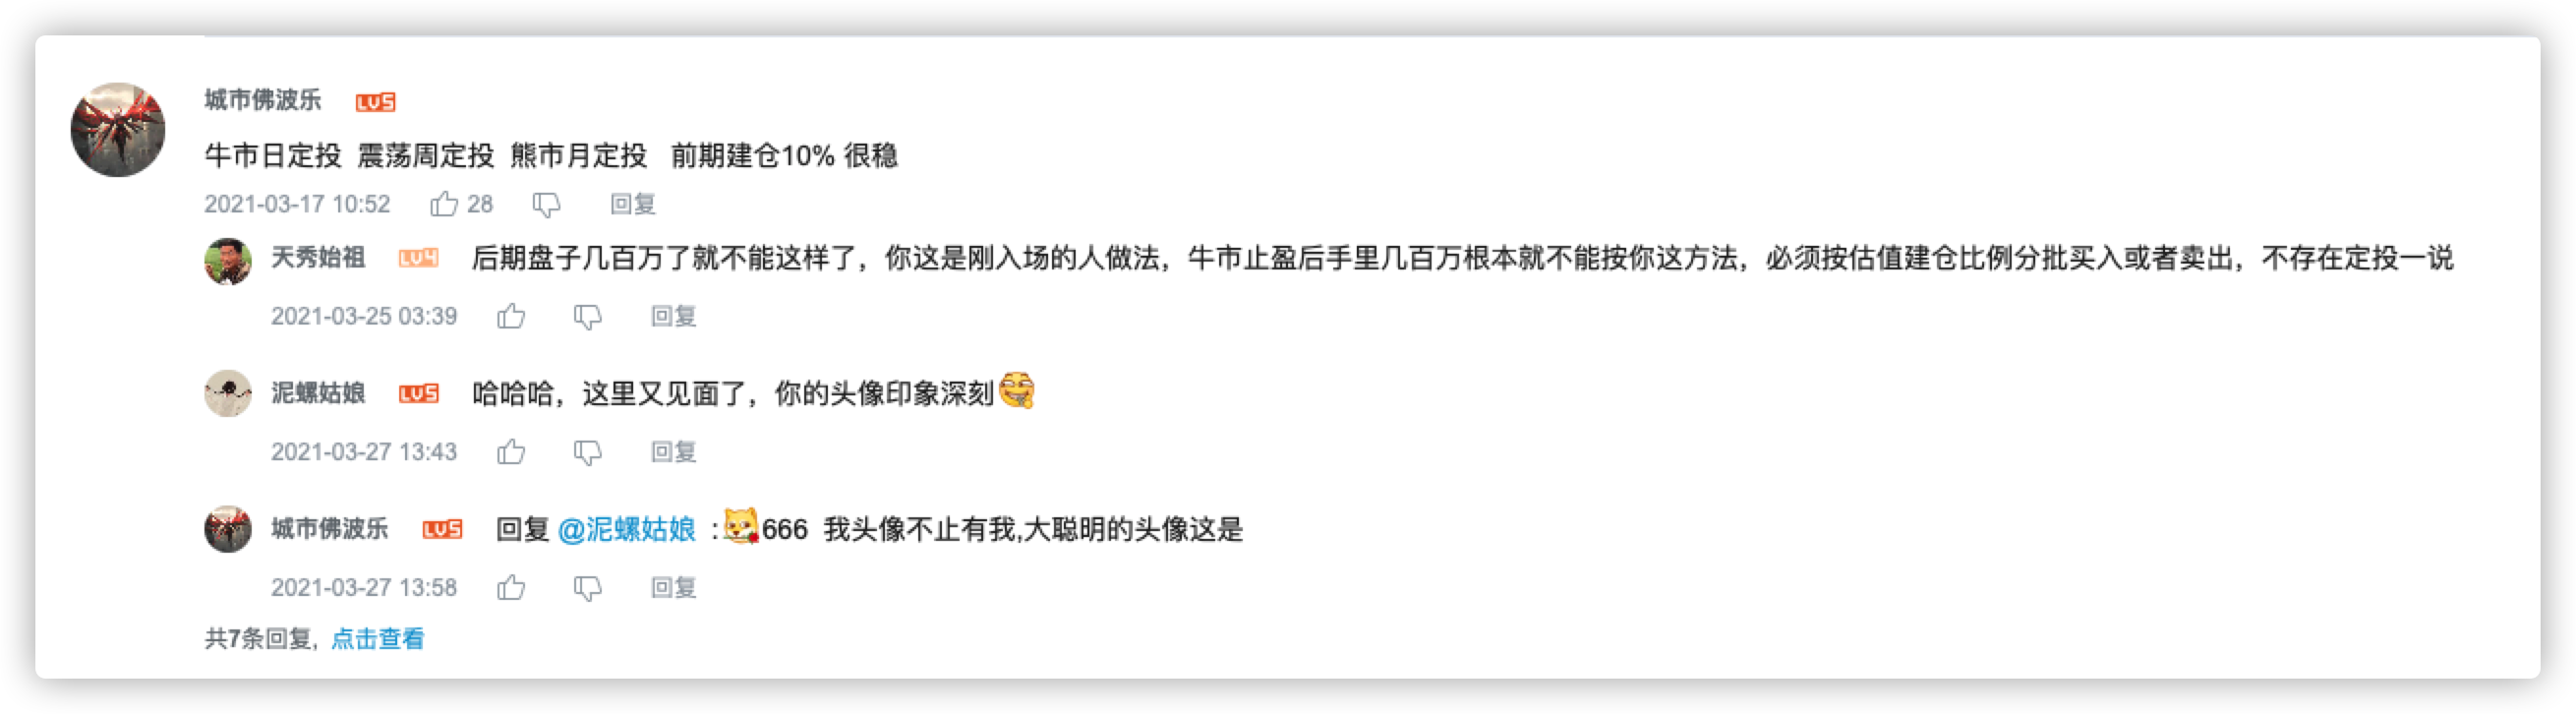 城市佛波乐 LV5
牛市日定投 震荡周定投 熊市月定投 前期建仓10% 很稳
2021-03-17 10:52 28 回复
天秀始祖 LV4 后期盘子几百万了就不能这样了，你这是刚入场的人做法，牛市止盈后手里几百万根本就不能按你这方法，必须按估值建仓比例分批买入或者卖出，不存在定投一说
2021-03-25 03:39 回复
泥螺姑娘 LV5 哈哈哈，这里又见面了，你的头像印象深刻
2021-03-27 13:43 回复
城市佛波乐 LV5 回复 @泥螺姑娘 :666 我头像不止有我,大聪明的头像这是
2021-03-27 13:58 回复
共7条回复, 点击查看